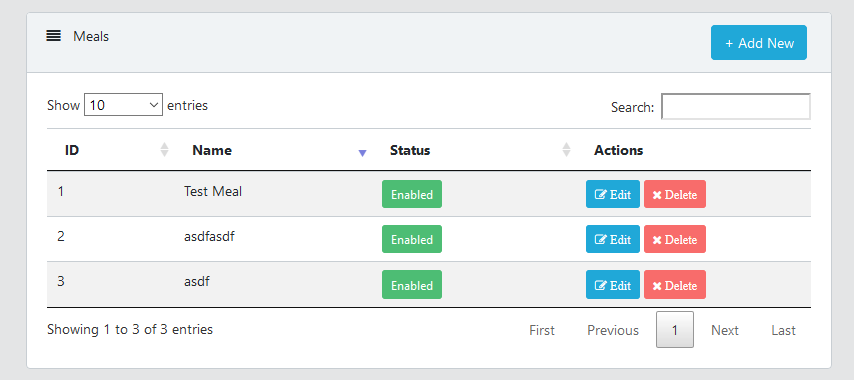 Meals
+ Add New
Show 10 entries
Search:
ID Name Status Actions
1 Test Meal Enabled Edit Delete
2 asdfasdf Enabled Edit Delete
3 asdf Enabled Edit Delete
Showing 1 to 3 of 3 entries
First Previous 1 Next Last